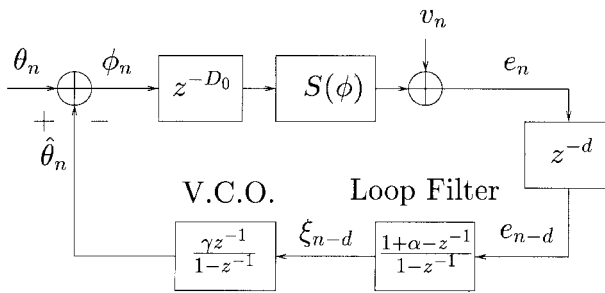 θ_n
φ_n
z^{-D_0}
S(φ)
v_n
e_n
+
−
θ̂_n
z^{-d}
V.C.O.
Loop Filter
γz^{-1}
1−z^{-1}
ξ_{n-d}
1+α−z^{-1}
1−z^{-1}
e_{n-d}